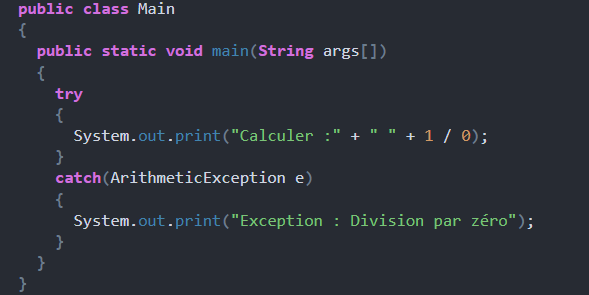 public class Main
{
  public static void main(String args[])
  {
    try
    {
      System.out.print("Calculer :" + " " + 1 / 0);
    }
    catch(ArithmeticException e)
    {
      System.out.print("Exception : Division par zéro");
    }
  }
}